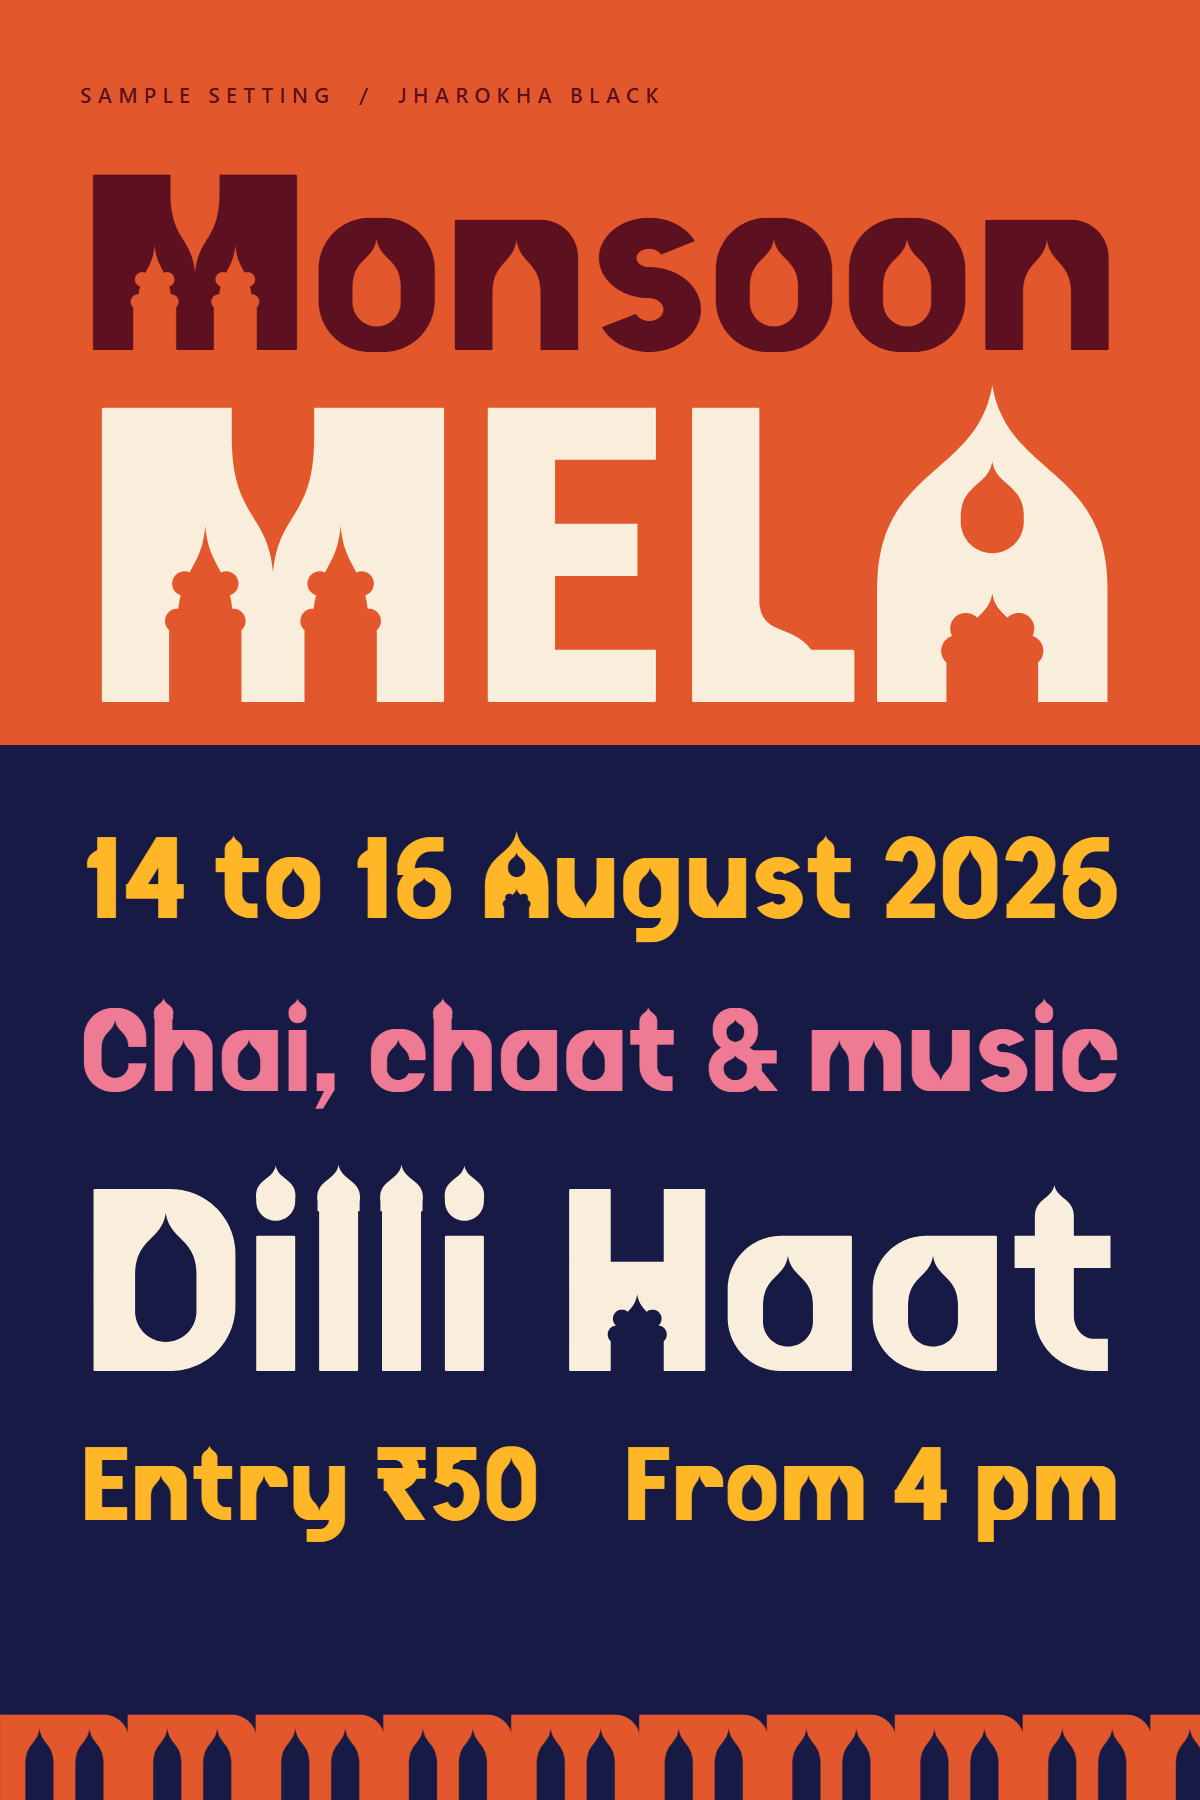 SAMPLE SETTING / JHAROKHA BLACK
Monsoon
MELA
14 to 16 August 2026
Chai, chaat & music
Dilli Haat
Entry ₹50 From 4 pm